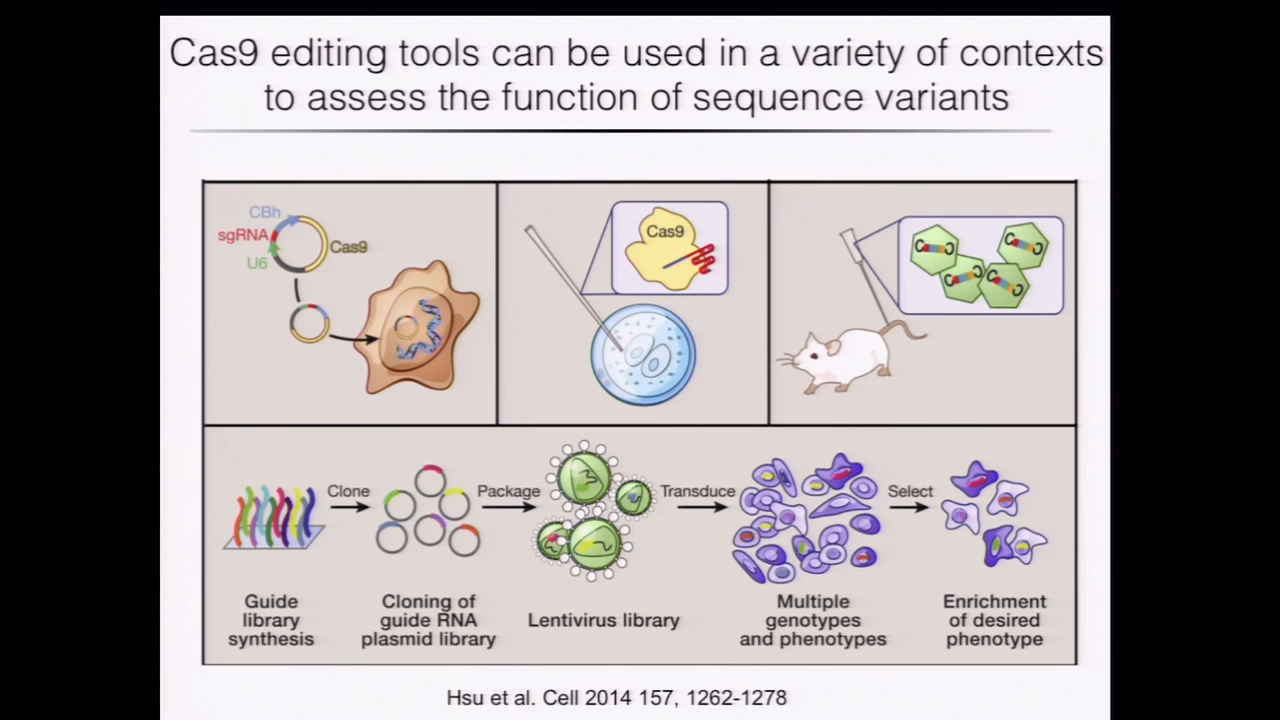 Cas9 editing tools can be used in a variety of contexts
to assess the function of sequence variants
CBh
sgRNA
U6
Cas9
Cas9
Clone
Package
Transduce
Select
Guide
library
synthesis
Cloning of
guide RNA
plasmid library
Lentivirus library
Multiple
genotypes
and phenotypes
Enrichment
of desired
phenotype
Hsu et al. Cell 2014 157, 1262-1278